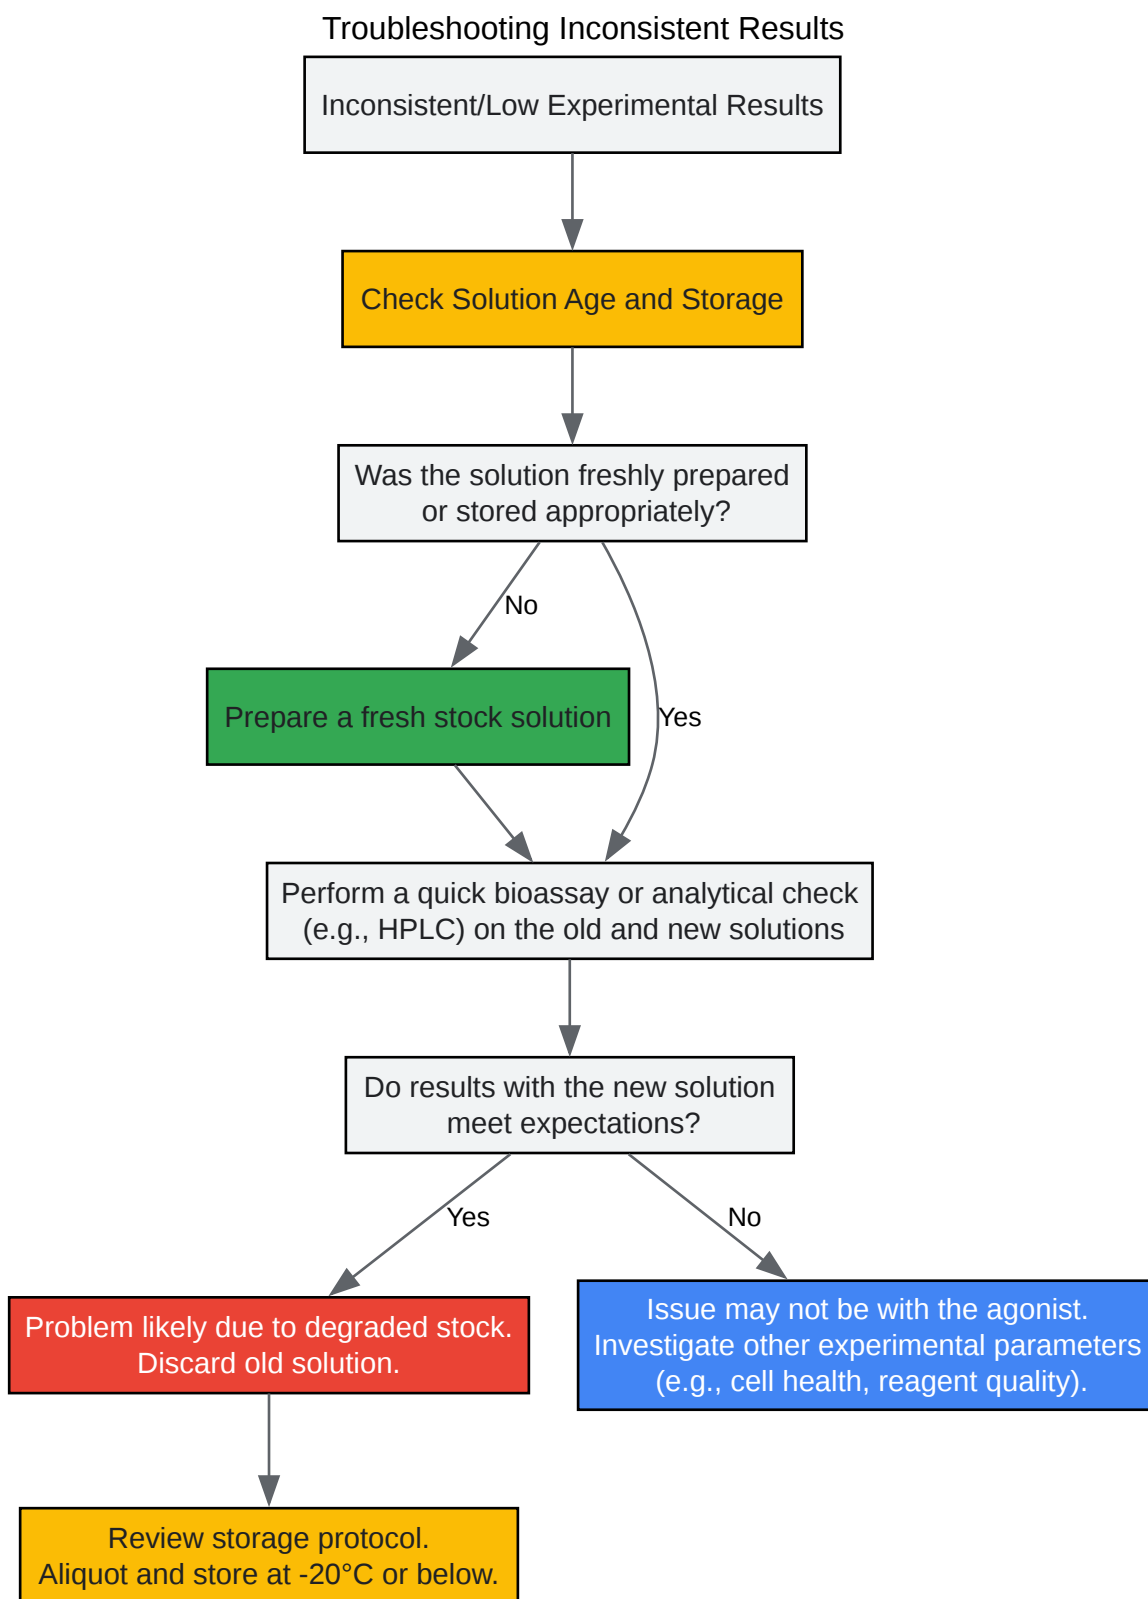 Troubleshooting Inconsistent Results
Inconsistent/Low Experimental Results
Check Solution Age and Storage
Was the solution freshly prepared
or stored appropriately?
No
Prepare a fresh stock solution
Yes
Perform a quick bioassay or analytical check
(e.g., HPLC) on the old and new solutions
Do results with the new solution
meet expectations?
Yes
No
Problem likely due to degraded stock.
Discard old solution.
Issue may not be with the agonist.
Investigate other experimental parameters
(e.g., cell health, reagent quality).
Review storage protocol.
Aliquot and store at -20°C or below.